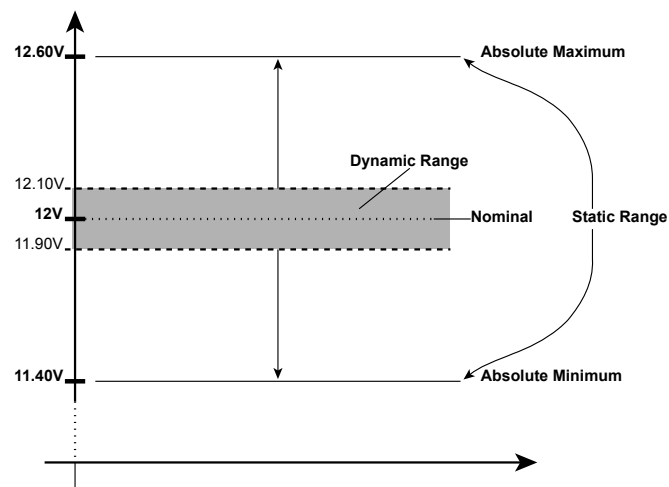 12.60V
Absolute Maximum
Dynamic Range
12.10V
12V
Nominal
Static Range
11.90V
11.40V
Absolute Minimum